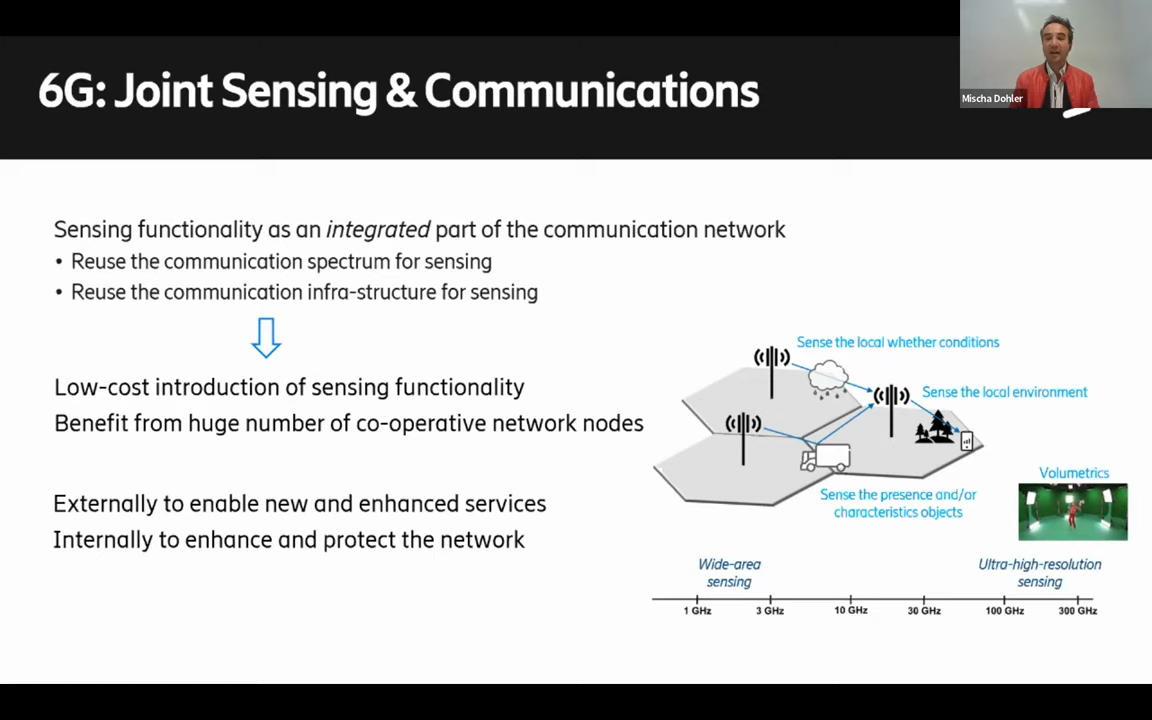 6G: Joint Sensing & Communications
Mischa Dohler
Sensing functionality as an integrated part of the communication network
• Reuse the communication spectrum for sensing
• Reuse the communication infra-structure for sensing
Low-cost introduction of sensing functionality
Benefit from huge number of co-operative network nodes
Externally to enable new and enhanced services
Internally to enhance and protect the network
Sense the local whether conditions
Sense the local environment
Sense the presence and/or
characteristics objects
Volumetrics
Wide-area
sensing
Ultra-high-resolution
sensing
1 GHz 3 GHz 10 GHz 30 GHz 100 GHz 300 GHz